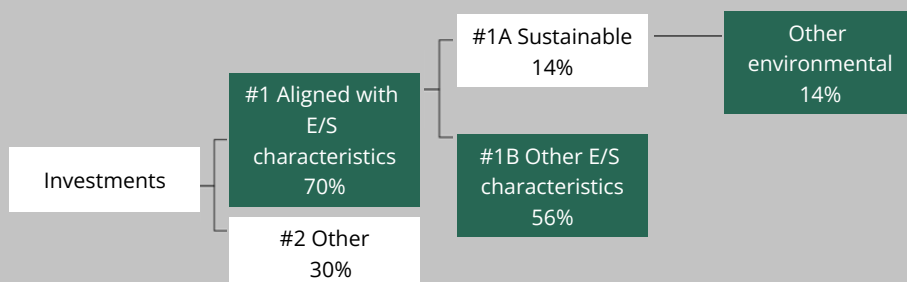 Investments
#1 Aligned with
E/S
characteristics
70%
#2 Other
30%
#1A Sustainable
14%
#1B Other E/S
characteristics
56%
Other
environmental
14%